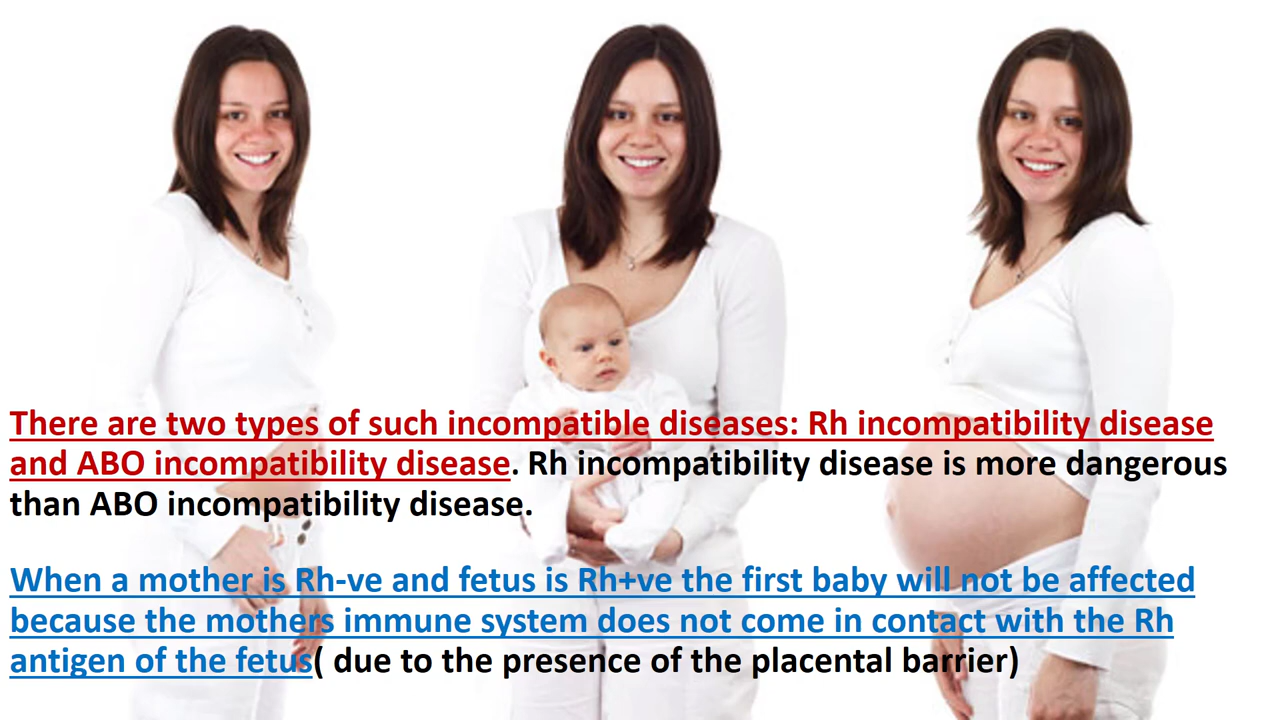 There are two types of such incompatible diseases: Rh incompatibility disease
and ABO incompatibility disease. Rh incompatibility disease is more dangerous
than ABO incompatibility disease.
When a mother is Rh-ve and fetus is Rh+ve the first baby will not be affected
because the mothers immune system does not come in contact with the Rh
antigen of the fetus( due to the presence of the placental barrier)